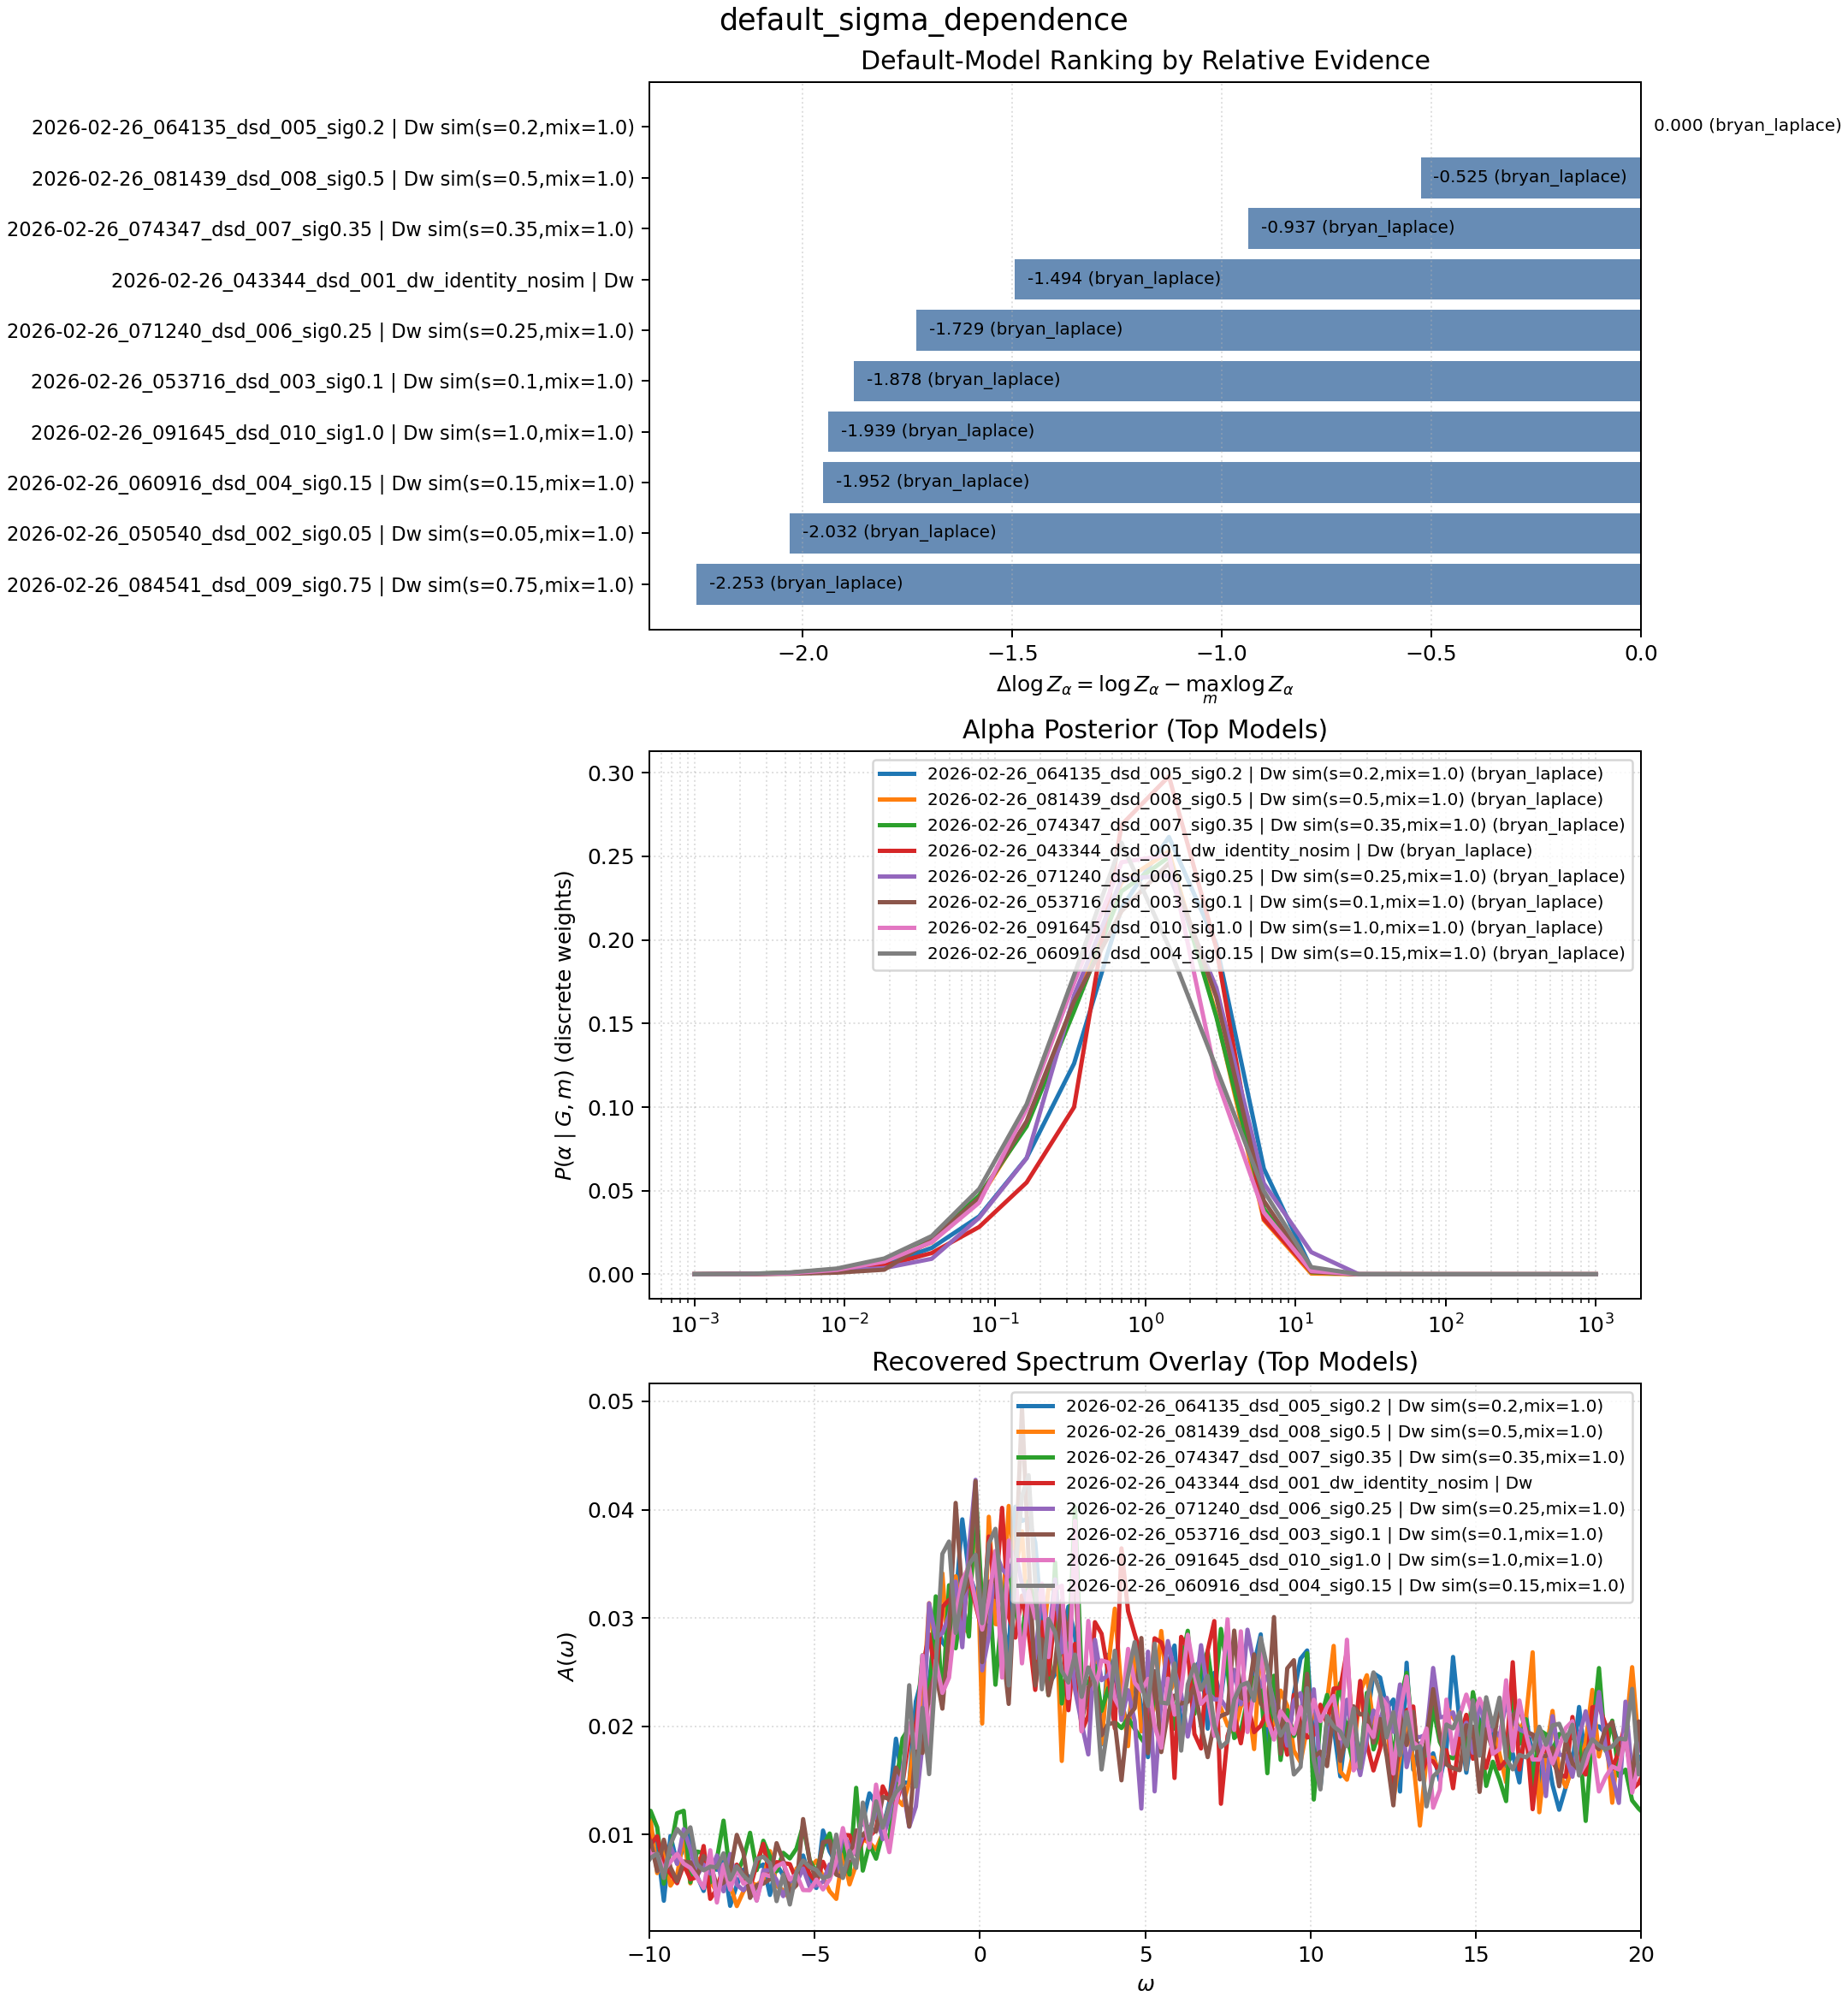 default_sigma_dependence
Default-Model Ranking by Relative Evidence
2026-02-26_064135_dsd_005_sig0.2 | Dw sim(s=0.2,mix=1.0)
0.000 (bryan_laplace)
2026-02-26_081439_dsd_008_sig0.5 | Dw sim(s=0.5,mix=1.0)
-0.525 (bryan_laplace)
2026-02-26_074347_dsd_007_sig0.35 | Dw sim(s=0.35,mix=1.0)
-0.937 (bryan_laplace)
2026-02-26_043344_dsd_001_dw_identity_nosim | Dw
-1.494 (bryan_laplace)
2026-02-26_071240_dsd_006_sig0.25 | Dw sim(s=0.25,mix=1.0)
-1.729 (bryan_laplace)
2026-02-26_053716_dsd_003_sig0.1 | Dw sim(s=0.1,mix=1.0)
-1.878 (bryan_laplace)
2026-02-26_091645_dsd_010_sig1.0 | Dw sim(s=1.0,mix=1.0)
-1.939 (bryan_laplace)
2026-02-26_060916_dsd_004_sig0.15 | Dw sim(s=0.15,mix=1.0)
-1.952 (bryan_laplace)
2026-02-26_050540_dsd_002_sig0.05 | Dw sim(s=0.05,mix=1.0)
-2.032 (bryan_laplace)
2026-02-26_084541_dsd_009_sig0.75 | Dw sim(s=0.75,mix=1.0)
-2.253 (bryan_laplace)
−2.0 −1.5 −1.0 −0.5 0.0
Δlog Zα = log Zα − max_m log Zα
Alpha Posterior (Top Models)
2026-02-26_064135_dsd_005_sig0.2 | Dw sim(s=0.2,mix=1.0) (bryan_laplace)
2026-02-26_081439_dsd_008_sig0.5 | Dw sim(s=0.5,mix=1.0) (bryan_laplace)
2026-02-26_074347_dsd_007_sig0.35 | Dw sim(s=0.35,mix=1.0) (bryan_laplace)
2026-02-26_043344_dsd_001_dw_identity_nosim | Dw (bryan_laplace)
2026-02-26_071240_dsd_006_sig0.25 | Dw sim(s=0.25,mix=1.0) (bryan_laplace)
2026-02-26_053716_dsd_003_sig0.1 | Dw sim(s=0.1,mix=1.0) (bryan_laplace)
2026-02-26_091645_dsd_010_sig1.0 | Dw sim(s=1.0,mix=1.0) (bryan_laplace)
2026-02-26_060916_dsd_004_sig0.15 | Dw sim(s=0.15,mix=1.0) (bryan_laplace)
P(α | G, m) (discrete weights)
0.30
0.25
0.20
0.15
0.10
0.05
0.00
10⁻³ 10⁻² 10⁻¹ 10⁰ 10¹ 10² 10³
Recovered Spectrum Overlay (Top Models)
2026-02-26_064135_dsd_005_sig0.2 | Dw sim(s=0.2,mix=1.0)
2026-02-26_081439_dsd_008_sig0.5 | Dw sim(s=0.5,mix=1.0)
2026-02-26_074347_dsd_007_sig0.35 | Dw sim(s=0.35,mix=1.0)
2026-02-26_043344_dsd_001_dw_identity_nosim | Dw
2026-02-26_071240_dsd_006_sig0.25 | Dw sim(s=0.25,mix=1.0)
2026-02-26_053716_dsd_003_sig0.1 | Dw sim(s=0.1,mix=1.0)
2026-02-26_091645_dsd_010_sig1.0 | Dw sim(s=1.0,mix=1.0)
2026-02-26_060916_dsd_004_sig0.15 | Dw sim(s=0.15,mix=1.0)
A(ω)
0.05
0.04
0.03
0.02
0.01
−10 −5 0 5 10 15 20
ω